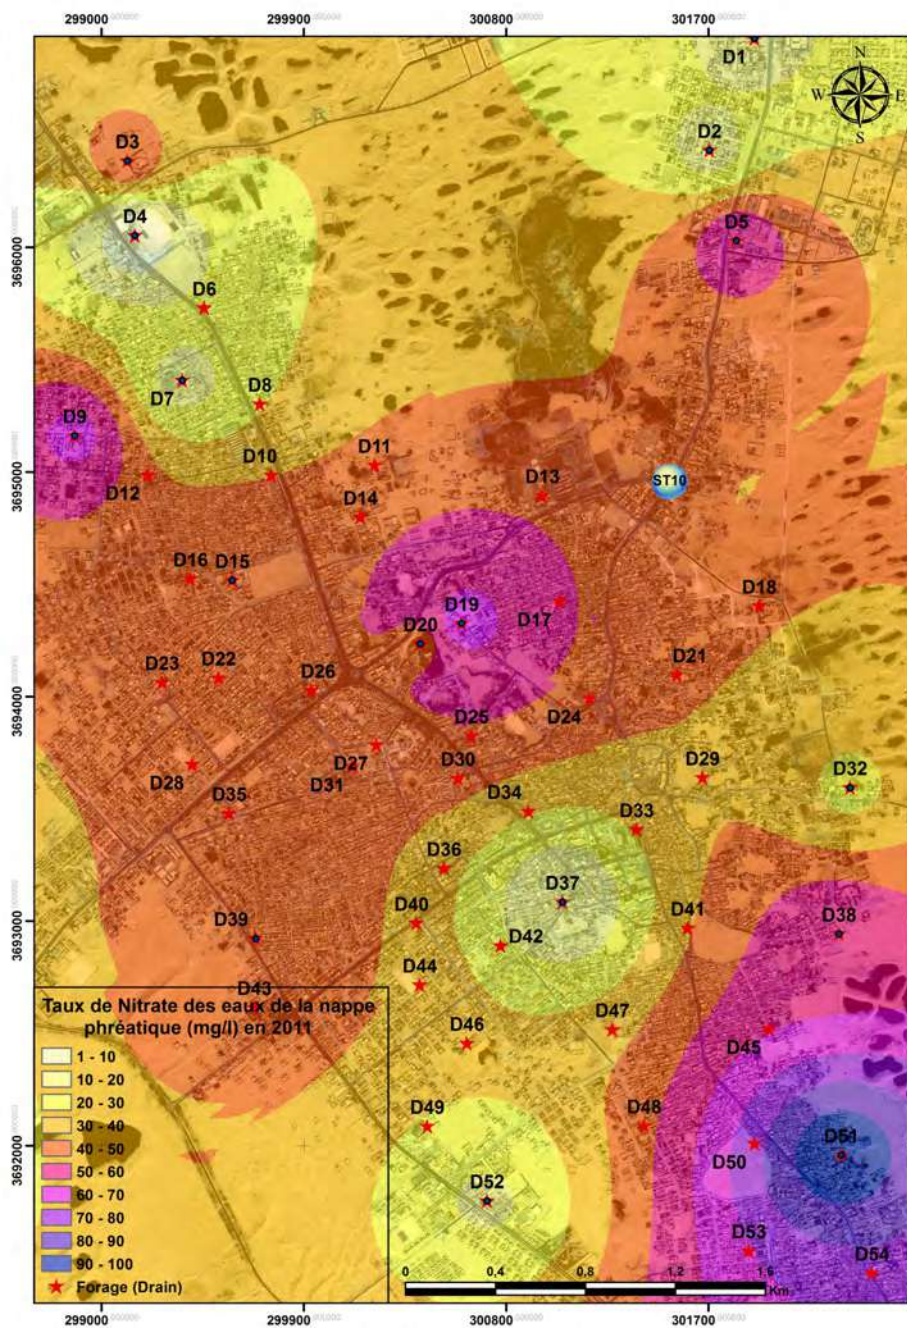 299000
299900
300800
301700
N
W
E
S
D1
D2
D3
D4
D5
3696000
D6
D7
D8
D9
D10
D11
D12
D13
ST10
3695000
D14
D16
D15
D18
D19
D17
D20
D23
D22
D26
D21
3694000
D24
D25
D28
D27
D31
D30
D29
D32
D35
D34
D33
D36
D37
D40
D41
D38
3693000
D39
D42
D44
D43
D47
D46
D45
D49
D48
D51
D50
3692000
D52
D53
D54
Taux de Nitrate des eaux de la nappe
phréatique (mg/l) en 2011
1 - 10
10 - 20
20 - 30
30 - 40
40 - 50
50 - 60
60 - 70
70 - 80
80 - 90
90 - 100
Forage (Drain)
0
0,4
0,8
1,2
1,6
Km
299000
299900
300800
301700